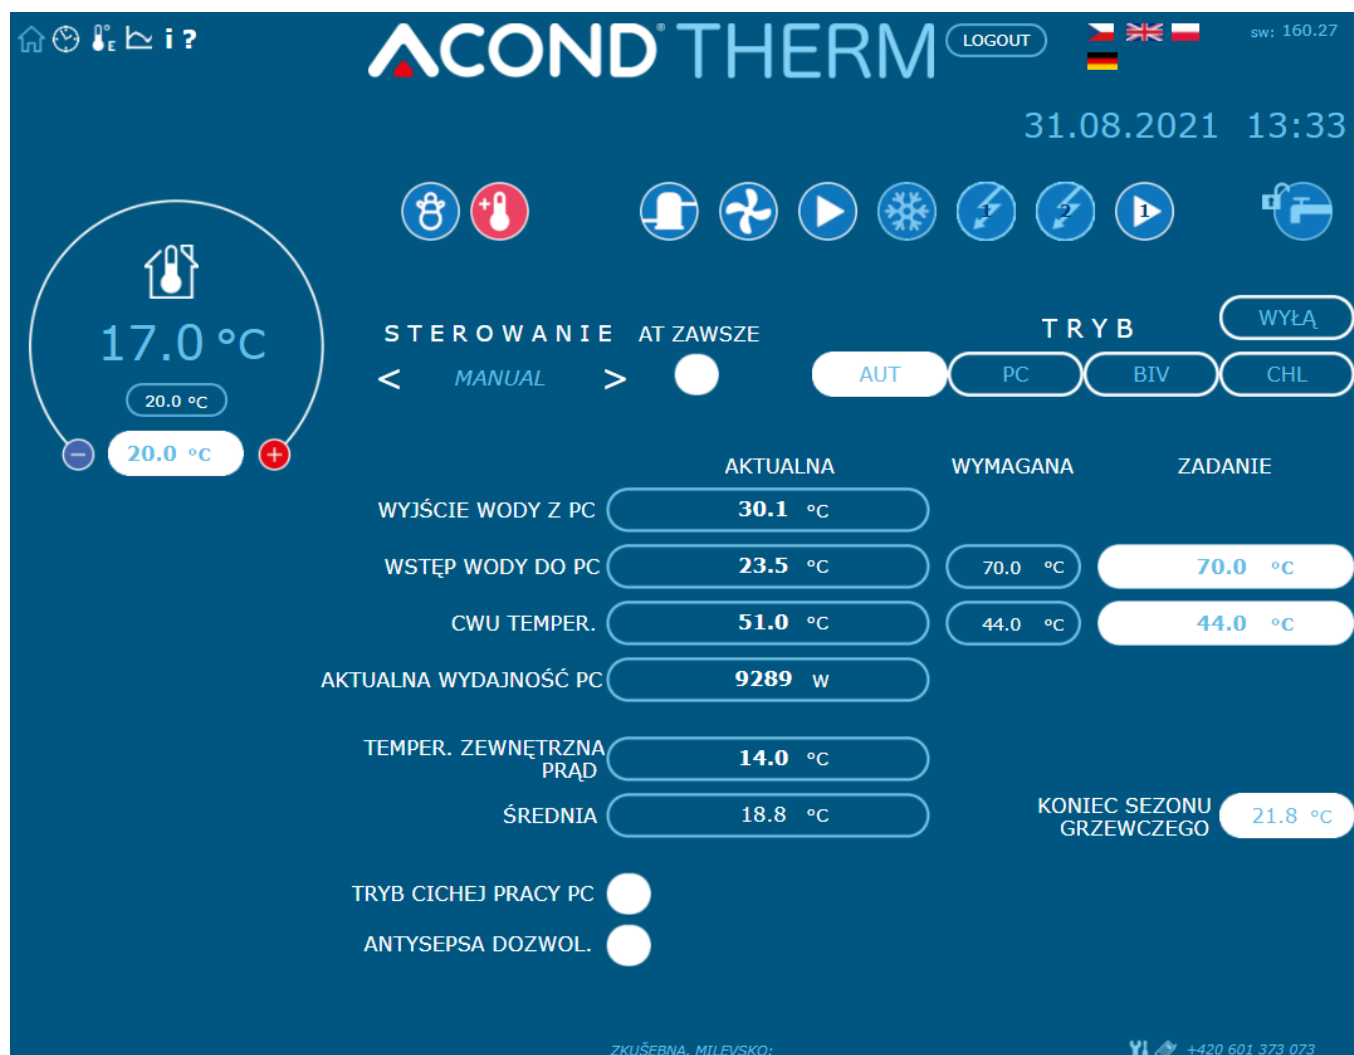 E i ?
ACOND® THERM
LOGOUT
sw: 160.27
31.08.2021 13:33
1 2 1
17.0 °C
20.0 °C
20.0 °C
STEROWANIE AT ZAWSZE
< MANUAL >
TRYB
WYŁĄ
AUT PC BIV CHL
AKTUALNA WYMAGANA ZADANIE
WYJŚCIE WODY Z PC 30.1 °C
WSTĘP WODY DO PC 23.5 °C 70.0 °C 70.0 °C
CWU TEMPER. 51.0 °C 44.0 °C 44.0 °C
AKTUALNA WYDAJNOŚĆ PC 9289 W
TEMPER. ZEWNĘTRZNA
PRĄD 14.0 °C
ŚREDNIA 18.8 °C
KONIEC SEZONU
GRZEWCZEGO 21.8 °C
TRYB CICHEJ PRACY PC
ANTYSEPSA DOZWOL.
ZKUŠEBNA, MILEVSKO:
+420 601 373 073